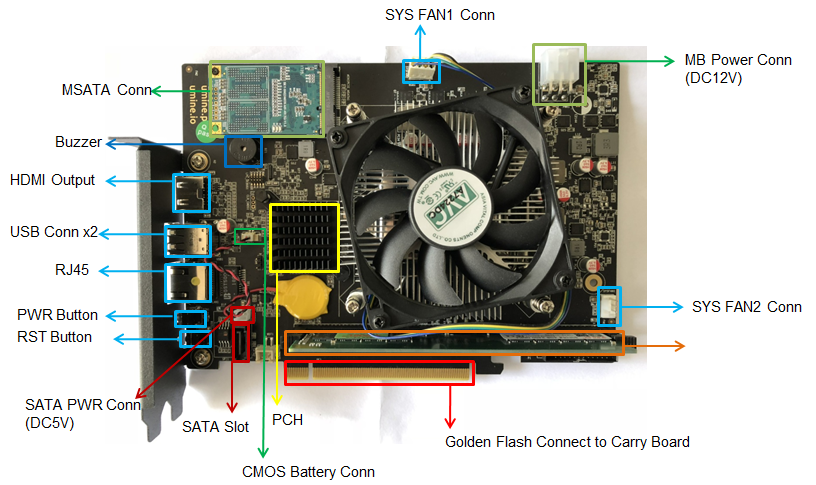 SYS FAN1 Conn
MB Power Conn
(DC12V)
MSATA Conn
umine.io
Buzzer
HDMI Output
AVC
USB Conn x2
RJ45
PWR Button
SYS FAN2 Conn
RST Button
SATA PWR Conn
(DC5V)
SATA Slot
PCH
Golden Flash Connect to Carry Board
CMOS Battery Conn